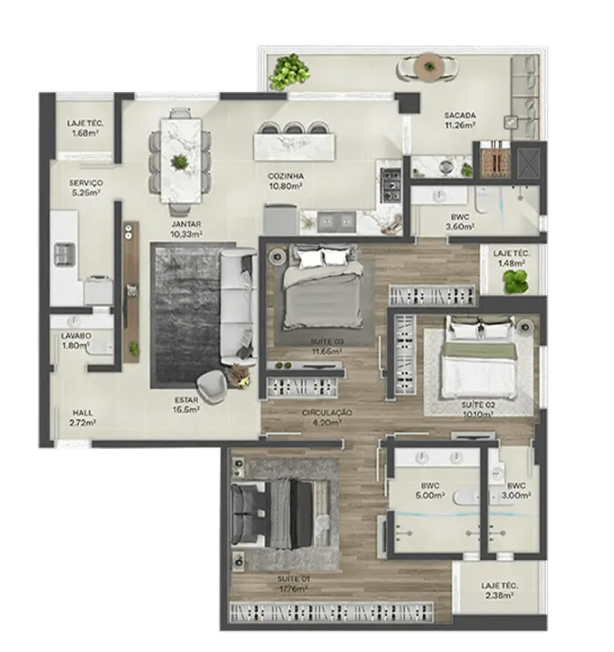 LAJE TÉC.
1.68m²
SACADA
11.26m²
SERVIÇO
5.25m²
COZINHA
10.80m²
JANTAR
10.33m²
BWC
3.60m²
LAJE TÉC.
1.48m²
LAVABO
1.80m²
SUÍTE 03
11.65m²
SUÍTE 02
10.10m²
ESTAR
15.5m²
HALL
2.72m²
CIRCULAÇÃO
4.20m²
BWC
5.00m²
BWC
3.00m²
SUÍTE 01
17.76m²
LAJE TÉC.
2.38m²